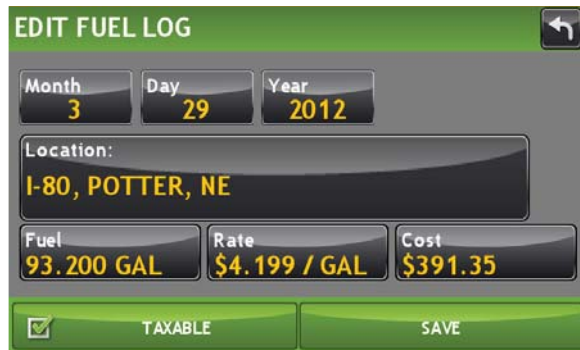 EDIT FUEL LOG
Month Day Year
3 29 2012
Location:
I-80, POTTER, NE
Fuel Rate Cost
93.200 GAL $4.199 / GAL $391.35
TAXABLE SAVE